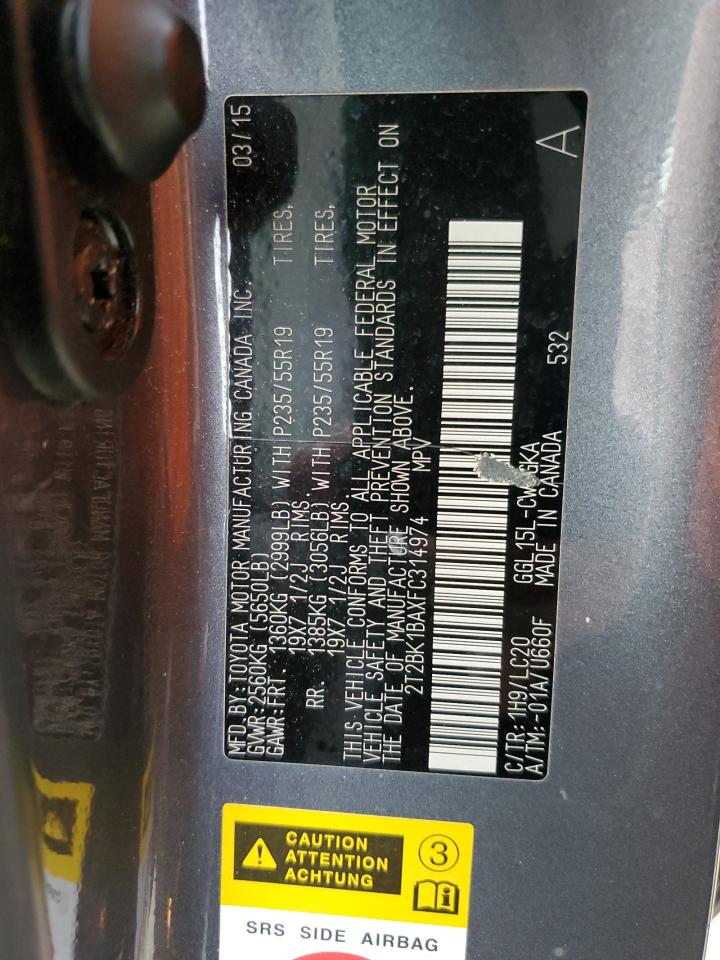 MFD. BY: TOYOTA MOTOR MANUFACTURING CANADA INC. 03/15
GVWR: 2560KG (5650LB)
GAWR: FRT 1360KG (2999LB) WITH P235/55R19 TIRES,
19X7 1/2J RIMS.
RR 1385KG (3056LB) WITH P235/55R19 TIRES,
19X7 1/2J RIMS.
THIS VEHICLE CONFORMS TO ALL APPLICABLE FEDERAL MOTOR
VEHICLE SAFETY AND THEFT PREVENTION STANDARDS IN EFFECT ON
THE DATE OF MANUFACTURE SHOWN ABOVE.
2T2BK1BAXFC314974 MPV
C/TR: 1H9/LC20 GGL15L-
A/TM: -01A/U660F MADE IN CANADA 532 A
CAUTION
ATTENTION
ACHTUNG
3
SRS SIDE AIRBAG